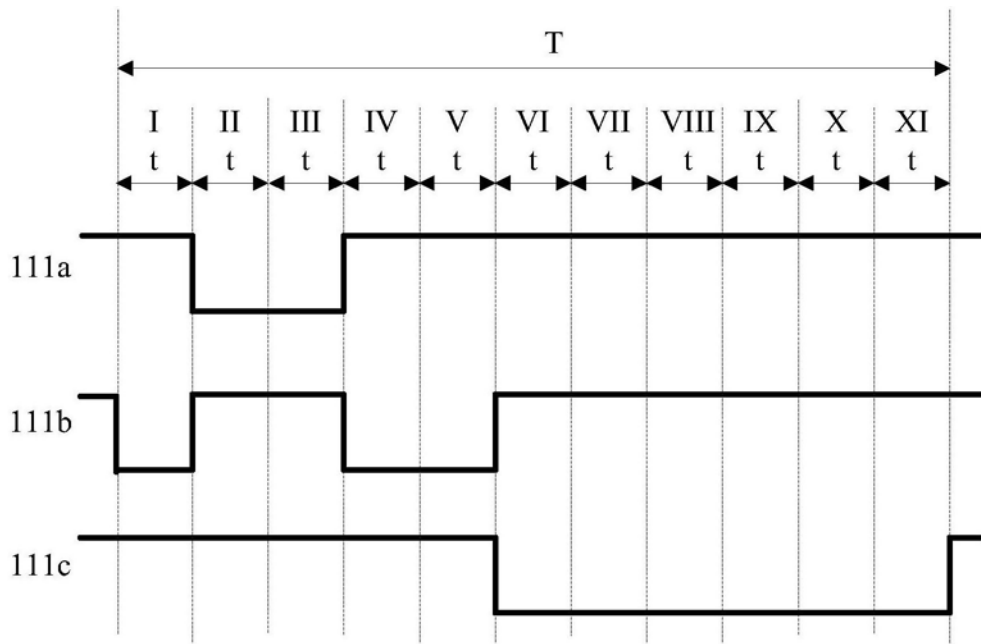 T
I II III IV V VI VII VIII IX X XI
t t t t t t t t t t t
111a
111b
111c